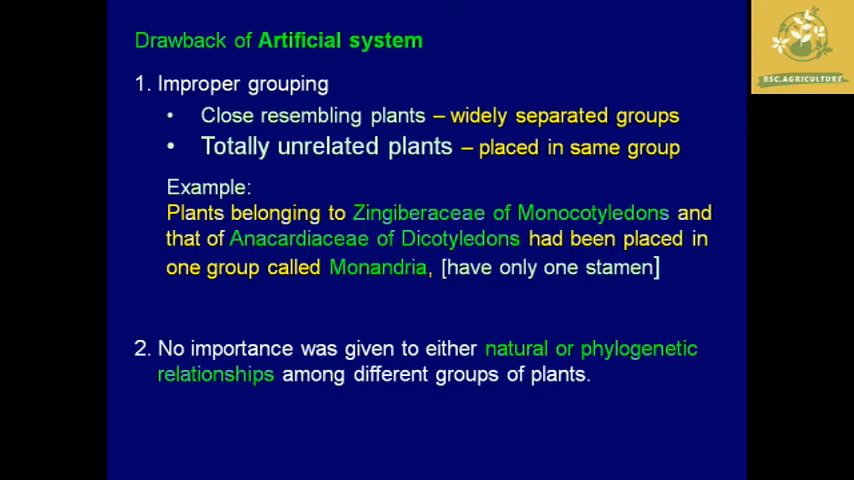 Drawback of Artificial system
1. Improper grouping
• Close resembling plants – widely separated groups
• Totally unrelated plants – placed in same group
Example:
Plants belonging to Zingiberaceae of Monocotyledons and
that of Anacardiaceae of Dicotyledons had been placed in
one group called Monandria, [have only one stamen]
2. No importance was given to either natural or phylogenetic
relationships among different groups of plants.
BSC.AGRICULTURE